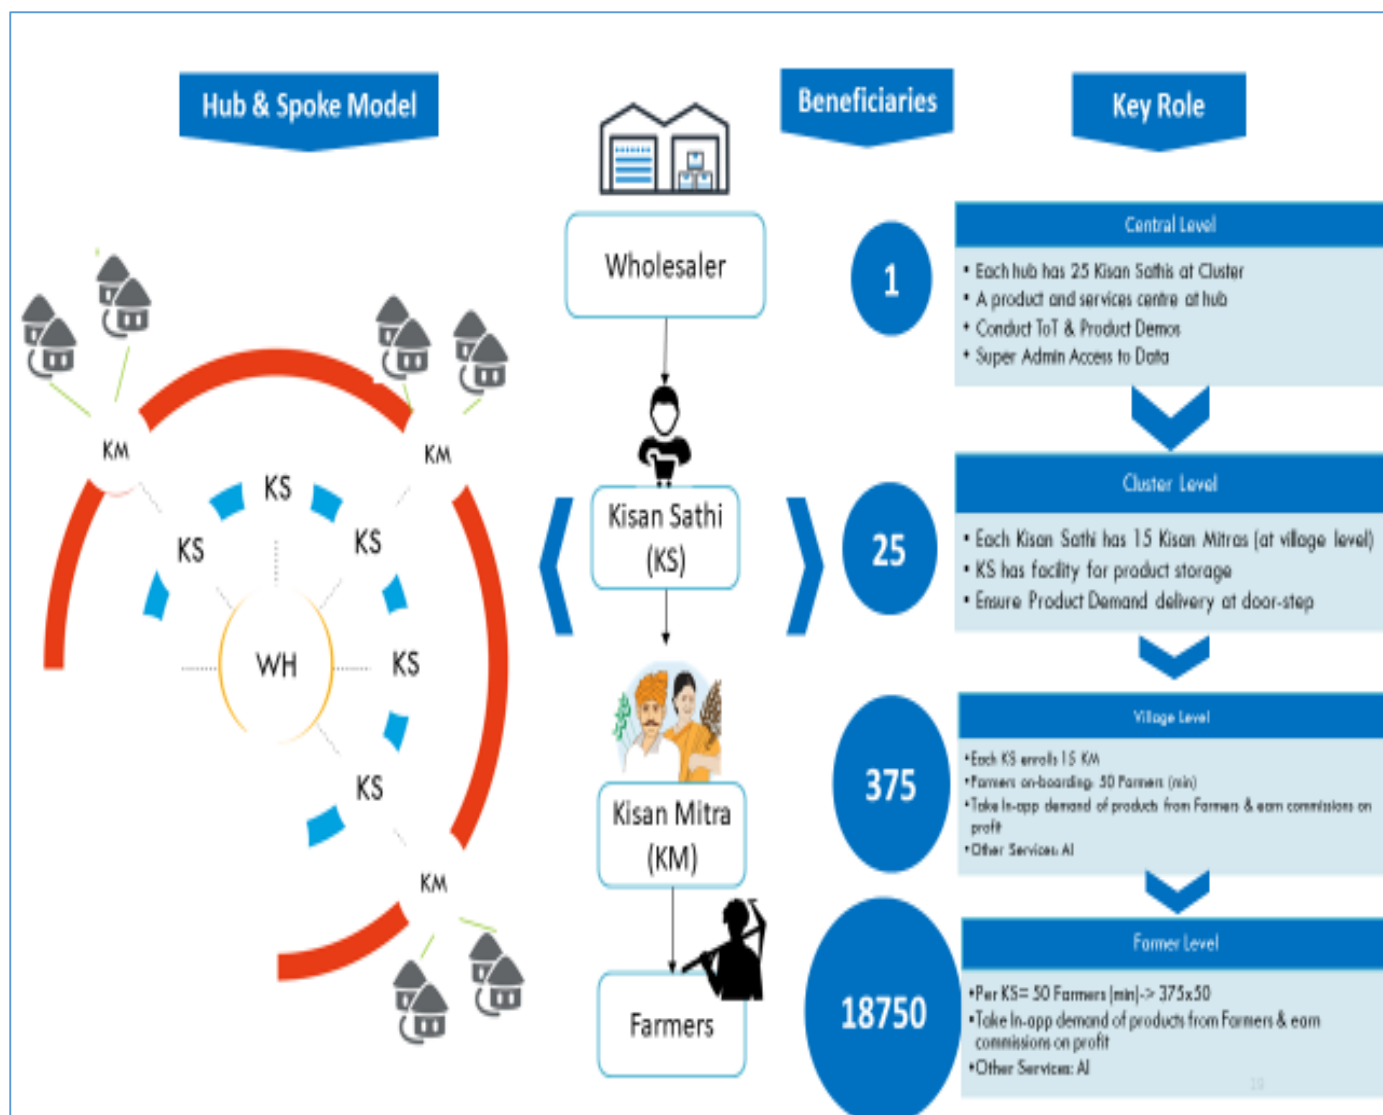 Hub & Spoke Model
Beneficiaries
Key Role
Wholesaler
Kisan Sathi
(KS)
Kisan Mitra
(KM)
Farmers
KM
KM
KS
KS
KS
WH
KS
KS
KM
1
25
375
18750
Central Level
• Each hub has 25 Kisan Sathis at Cluster
• A product and services centre at hub
• Conduct ToT & Product Demos
• Super Admin Access to Data
Cluster Level
• Each Kisan Sathi has 15 Kisan Mitras (at village level)
• KS has facility for product storage
• Ensure Product Demand delivery at door-step
Village Level
•Each KS enrolls 15 KM
•Farmers on-boarding: 50 Farmers (min)
•Take In-app demand of products from Farmers & earn commissions on
profit
•Other Services: AI
Farmer Level
•Per KS= 50 Farmers (min)-> 375x50
•Take In-app demand of products from Farmers & earn
commissions on profit
•Other Services: AI
19